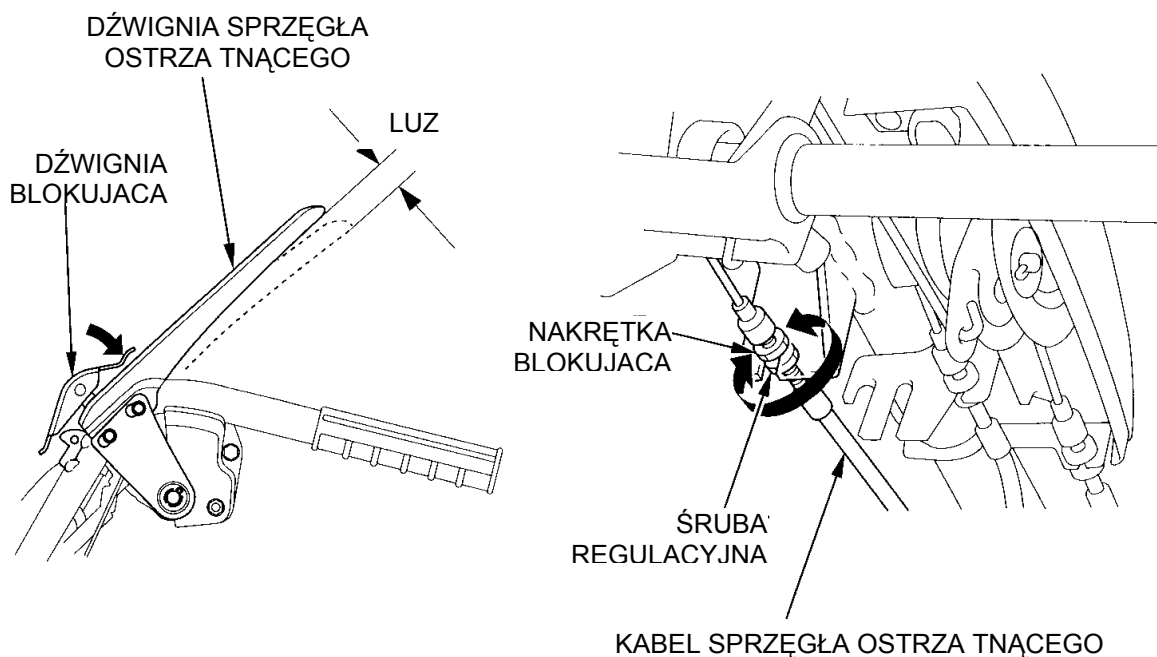 DŹWIGNIA SPRZĘGŁA
OSTRZA TNĄCEGO
LUZ
DŹWIGNIA
BLOKUJACA
NAKRĘTKA
BLOKUJACA
ŚRUBA
REGULACYJNA
KABEL SPRZĘGŁA OSTRZA TNĄCEGO